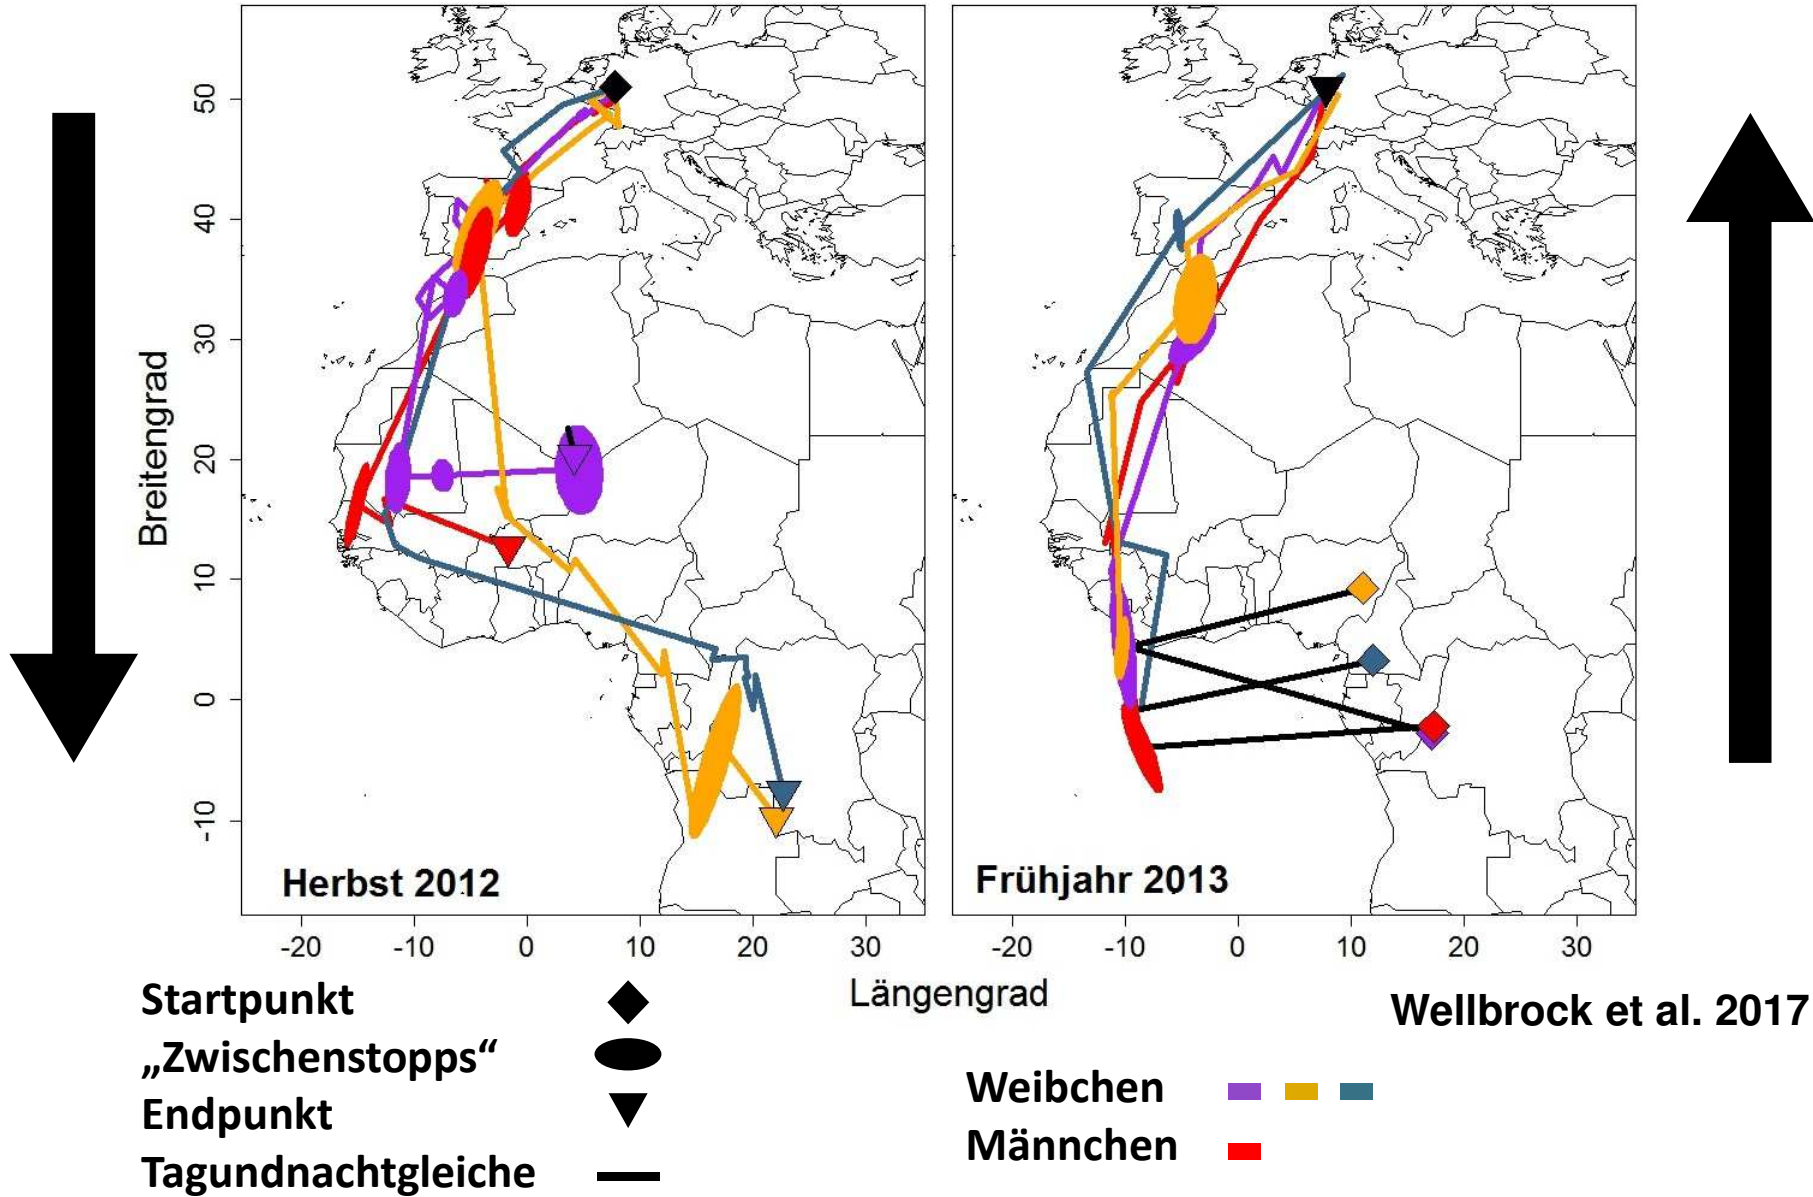 50
40
30
20
10
0
-10
Breitengrad
Herbst 2012
Frühjahr 2013
-20 -10 0 10 20 30
-20 -10 0 10 20 30
Längengrad
Wellbrock et al. 2017
Startpunkt
„Zwischenstopps“
Endpunkt
Tagundnachtgleiche
Weibchen
Männchen